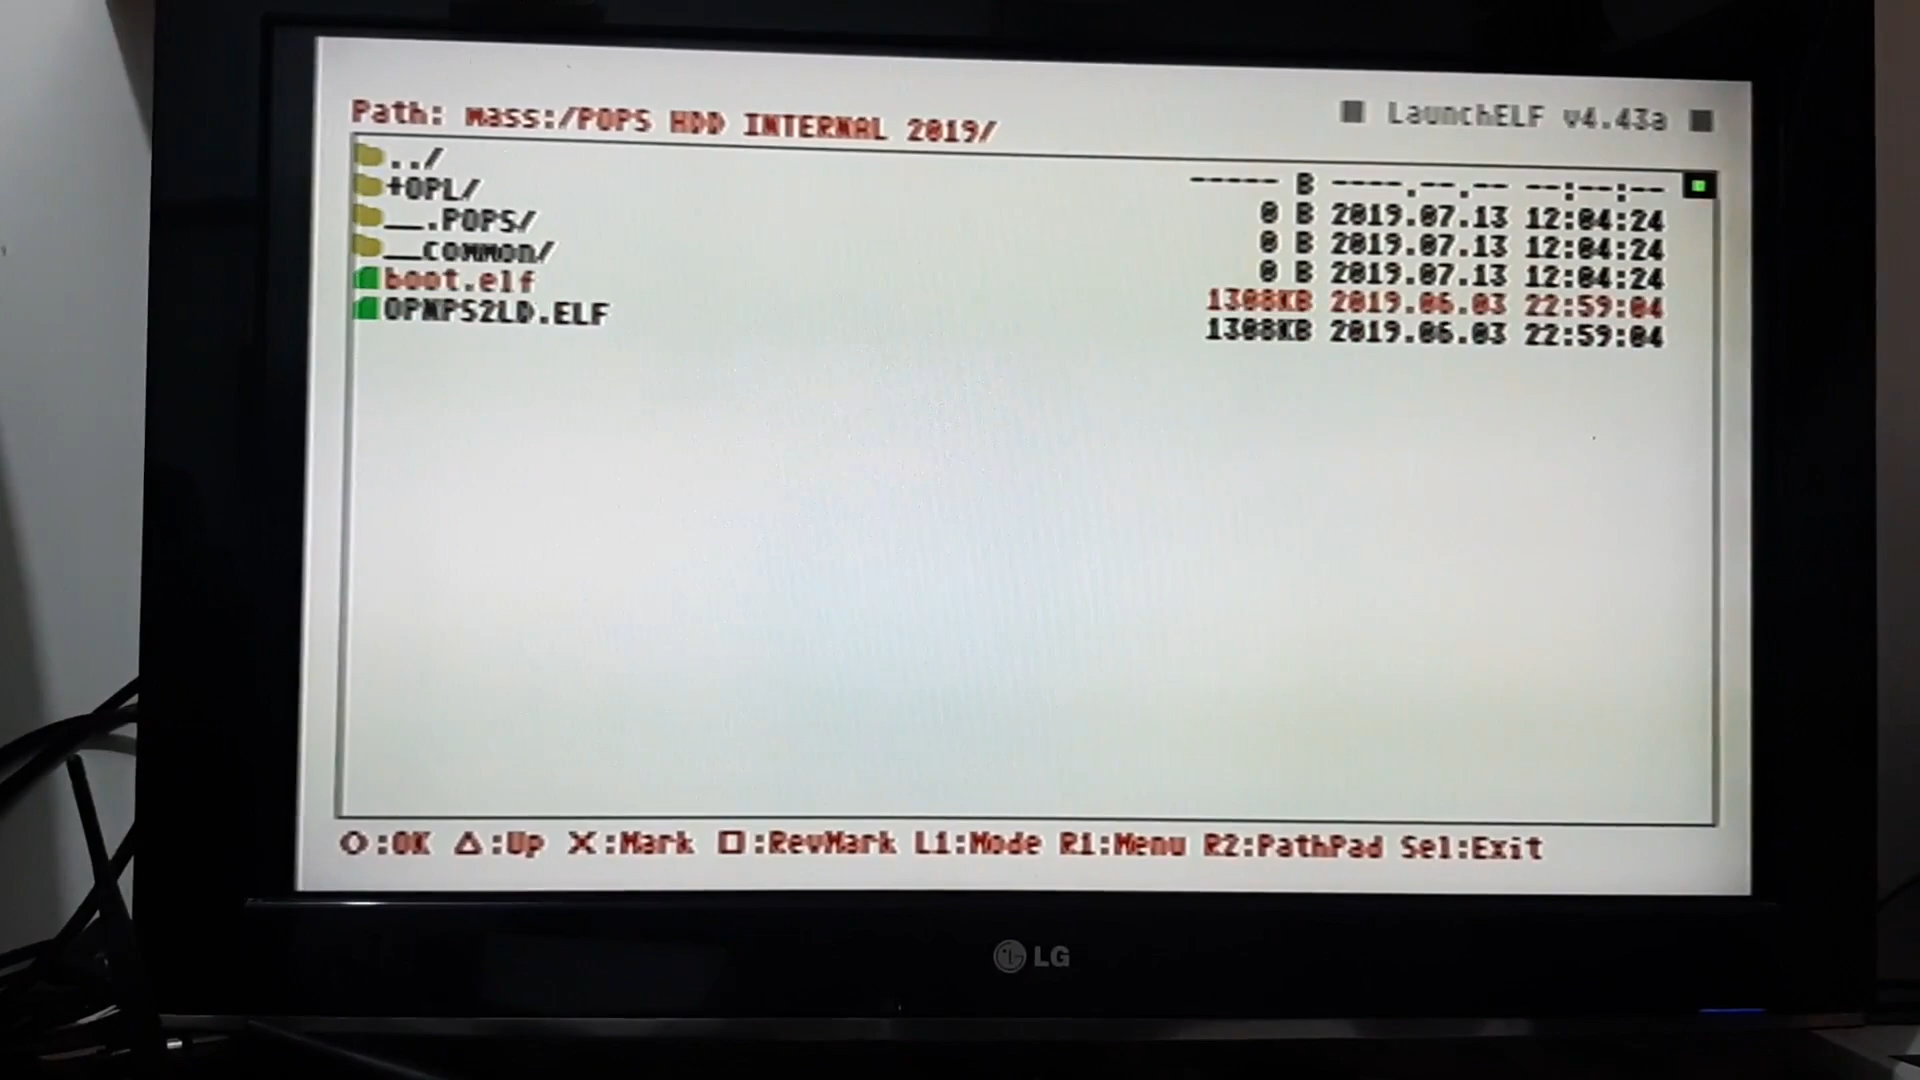 Path: mass:/POPS HDD INTERNAL 2019/
LaunchELF v4.43a
../ ----- B ----.--.-- --:--:--
+OPL/ 0 B 2019.07.13 12:04:24
__.POPS/ 0 B 2019.07.13 12:04:24
__common/ 0 B 2019.07.13 12:04:24
boot.elf 1308KB 2019.06.03 22:59:04
OPNPS2LD.ELF 1308KB 2019.06.03 22:59:04
O:OK △:Up X:Mark □:RevMark L1:Mode R1:Menu R2:PathPad Sel:Exit
LG